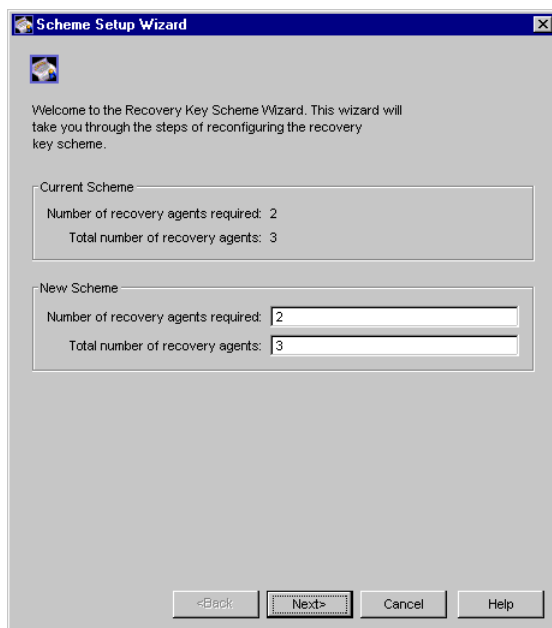 Scheme Setup Wizard
Welcome to the Recovery Key Scheme Wizard. This wizard will
take you through the steps of reconfiguring the recovery
key scheme.
Current Scheme
Number of recovery agents required: 2
Total number of recovery agents: 3
New Scheme
Number of recovery agents required: 2
Total number of recovery agents: 3
<Back Next> Cancel Help